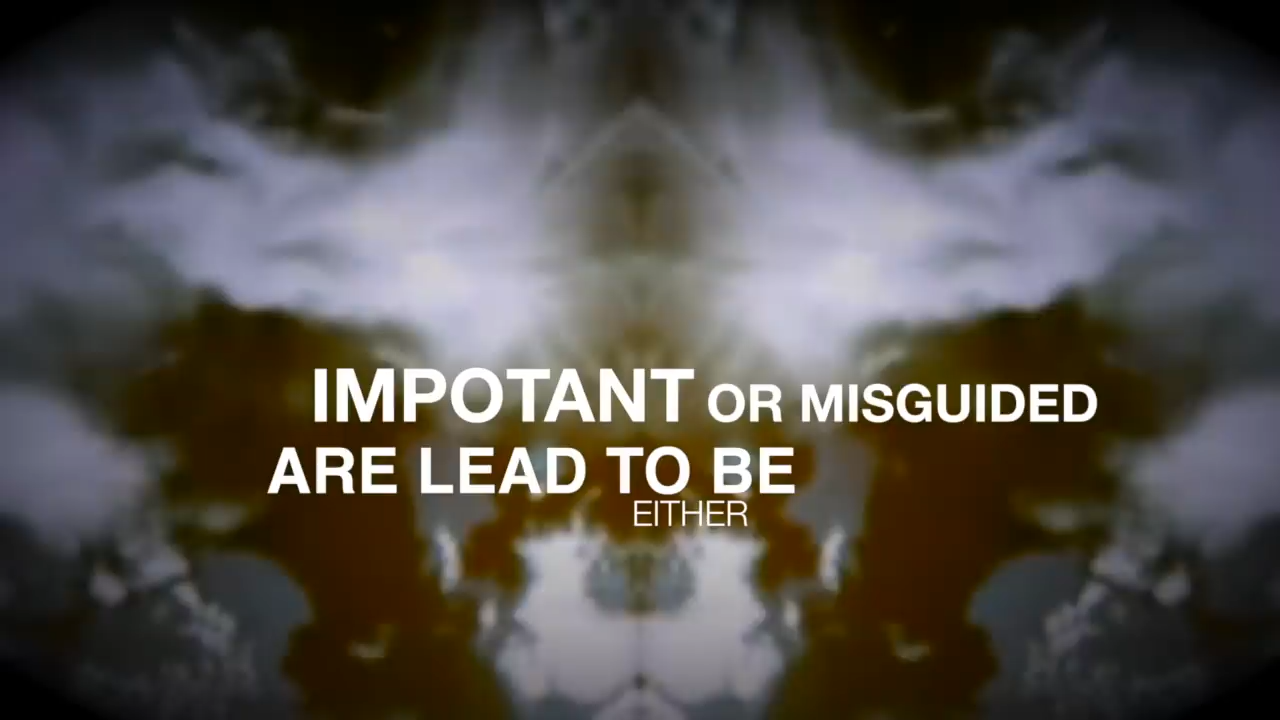 IMPOTANT OR MISGUIDED
ARE LEAD TO BE
EITHER